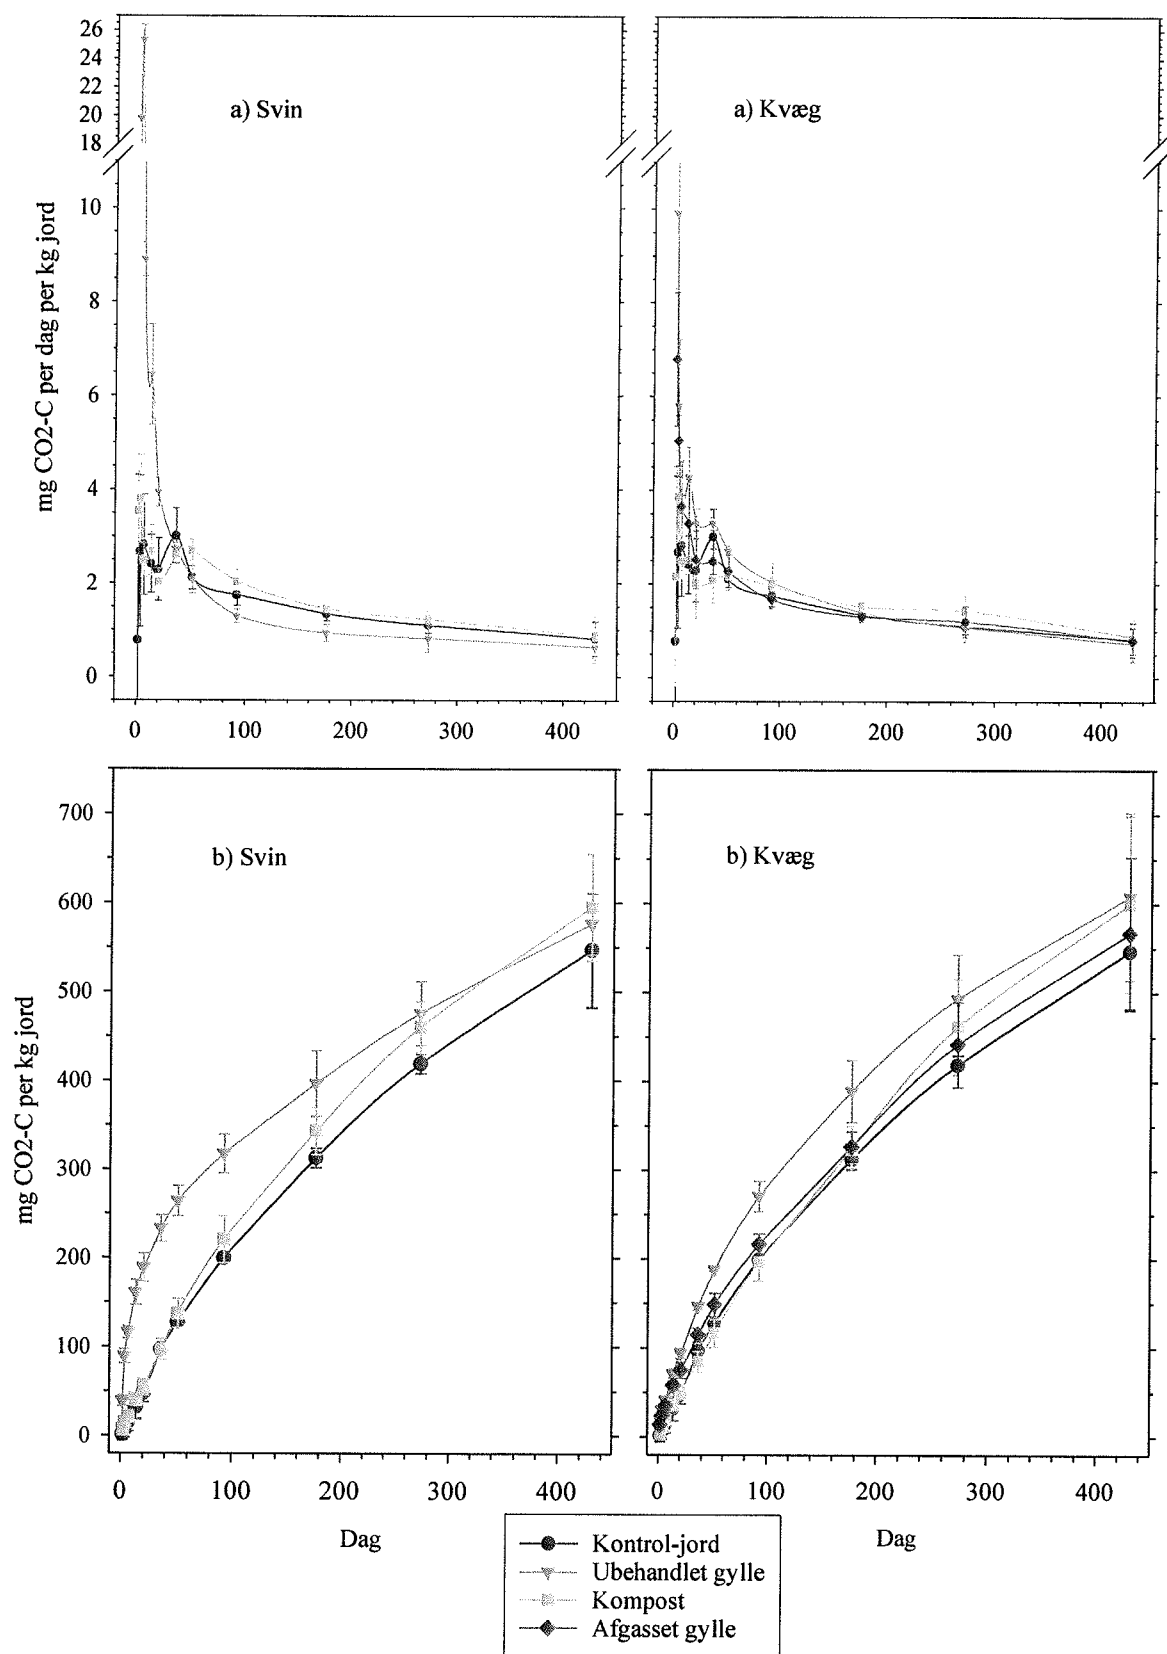 26
24
22
20
18
10
8
6
4
2
0
mg CO2-C per dag per kg jord
a) Svin
a) Kvæg
0 100 200 300 400
0 100 200 300 400
700
600
500
400
300
200
100
0
mg CO2-C per kg jord
b) Svin
b) Kvæg
0 100 200 300 400
0 100 200 300 400
Dag
Dag
Kontrol-jord
Ubehandlet gylle
Kompost
Afgasset gylle